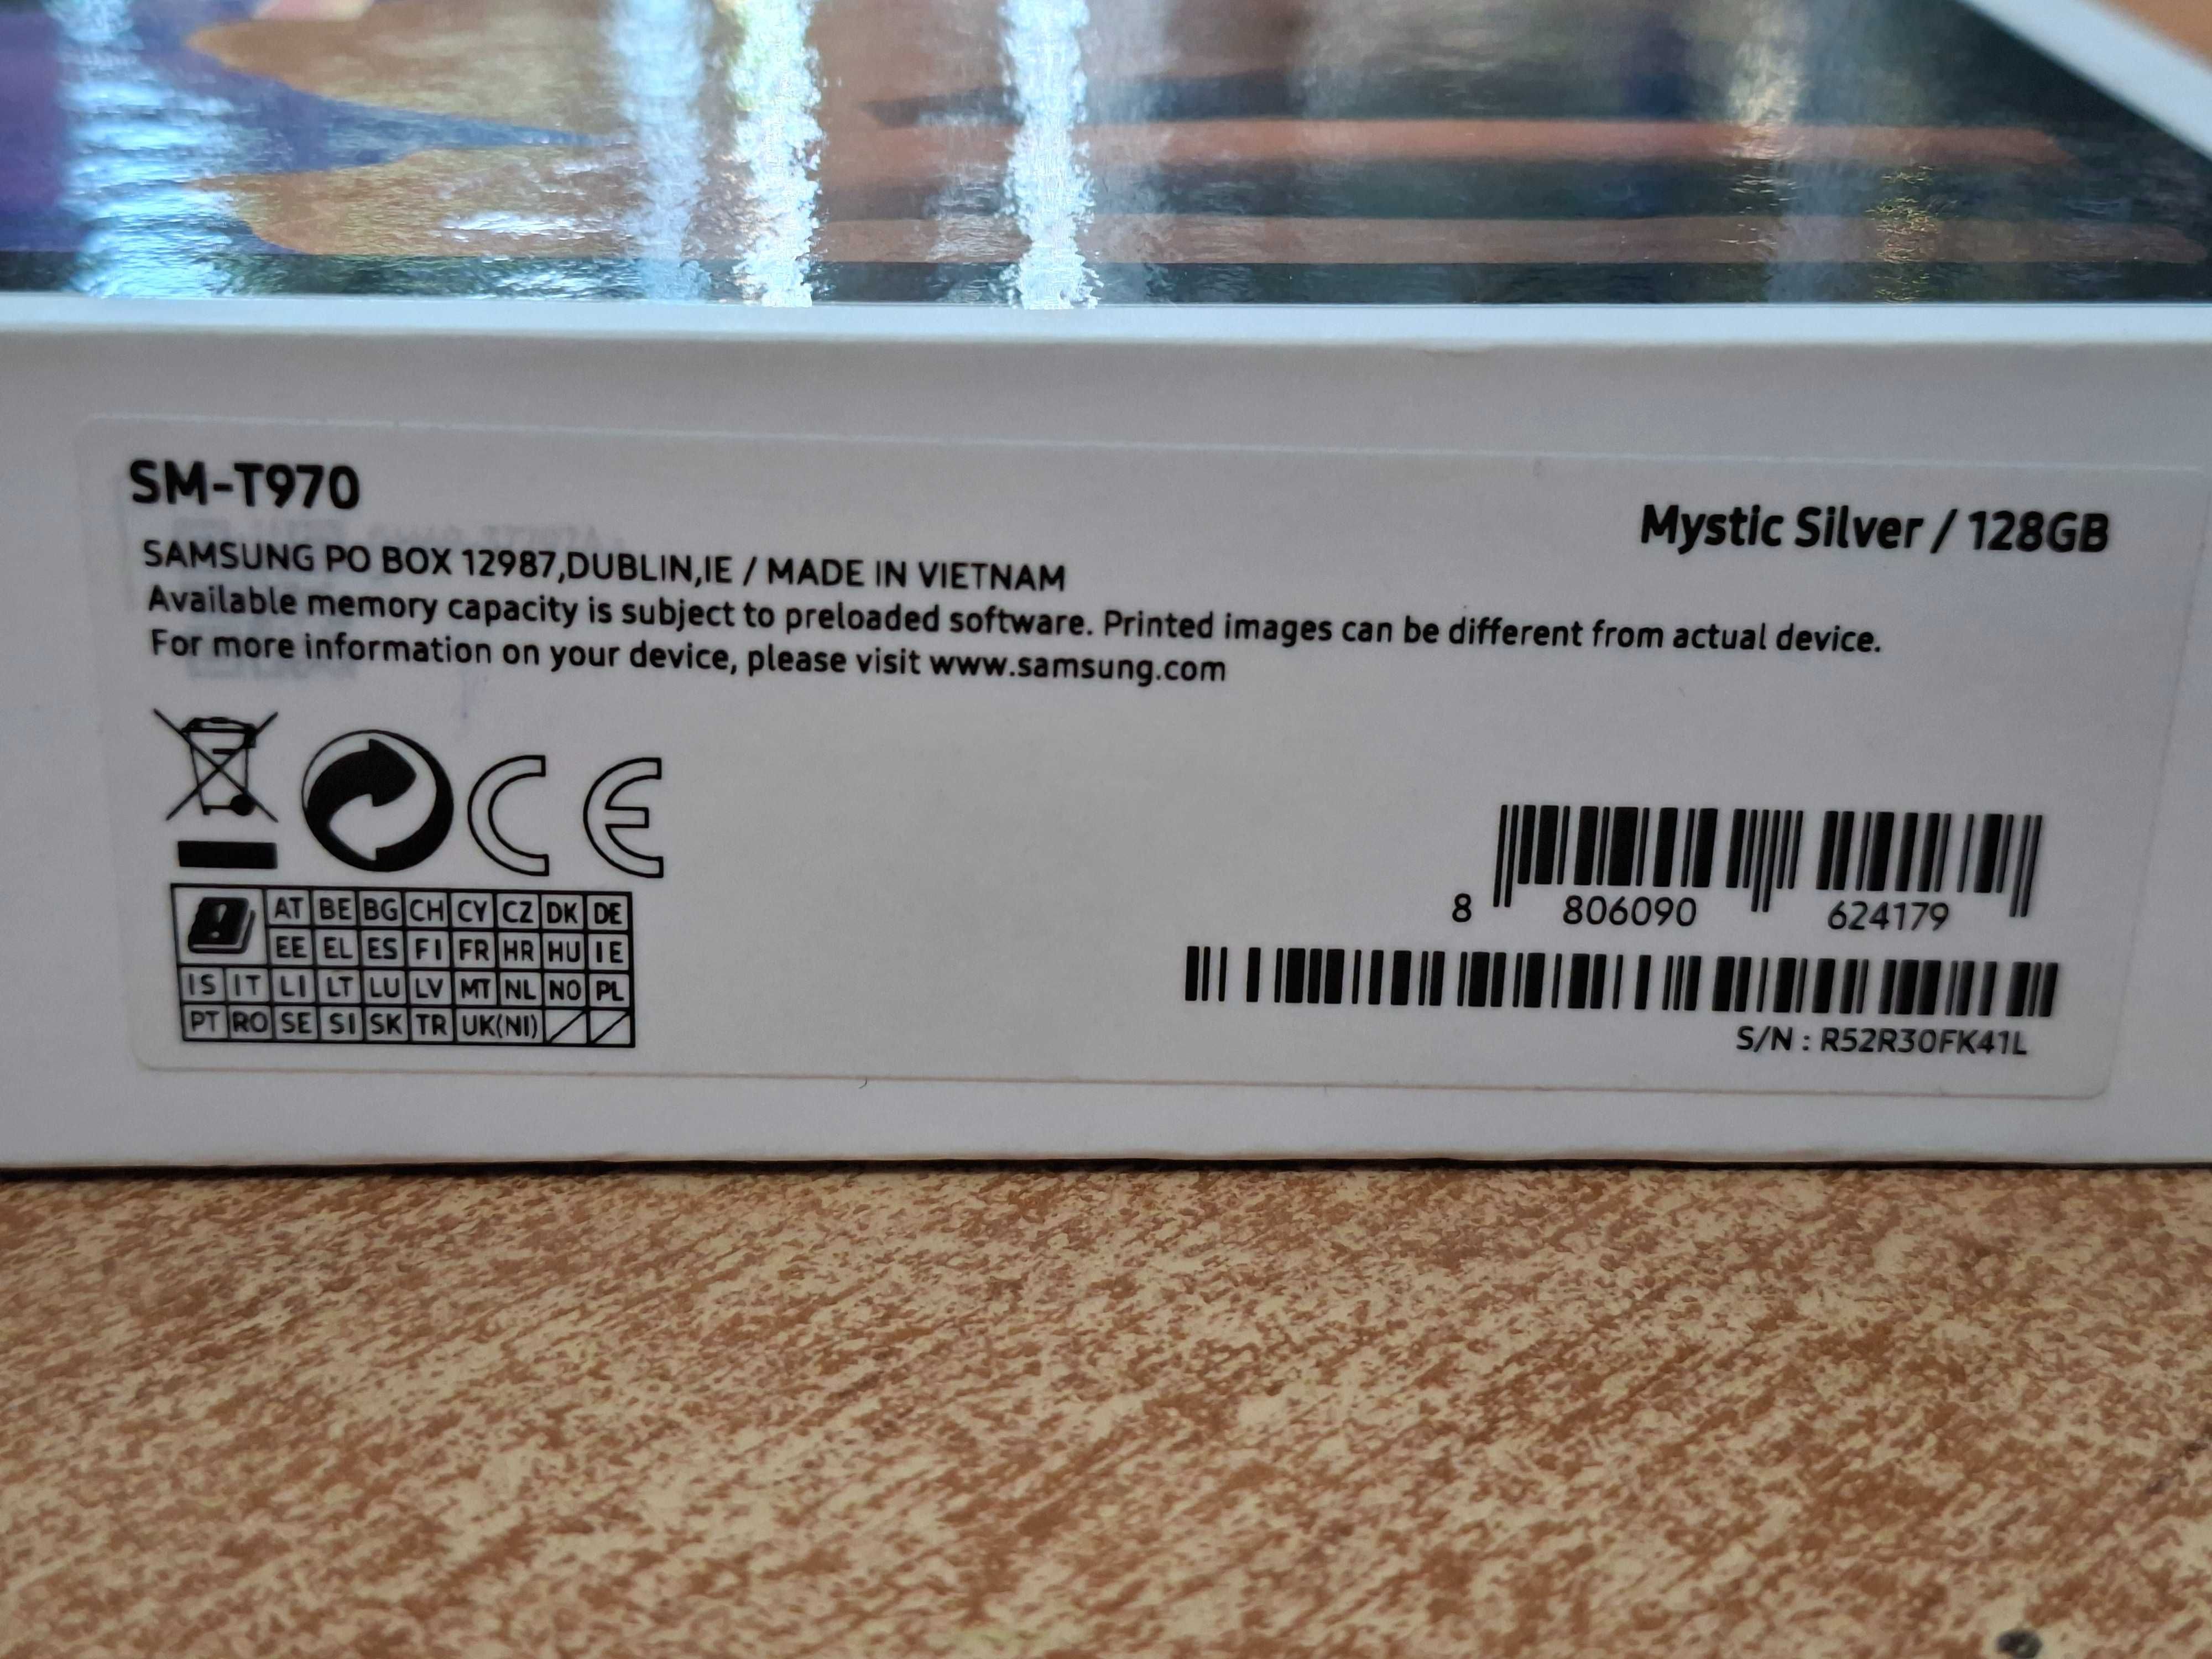 SM-T970
Mystic Silver / 128GB
SAMSUNG PO BOX 12987,DUBLIN,IE / MADE IN VIETNAM
Available memory capacity is subject to preloaded software. Printed images can be different from actual device.
For more information on your device, please visit www.samsung.com
CE
AT BE BG CH CY CZ DK DE
EE EL ES FI FR HR HU IE
IS IT LI LT LU LV MT NL NO PL
PT RO SE SI SK TR UK(NI)
8 806090 624179
S/N : R52R30FK41L